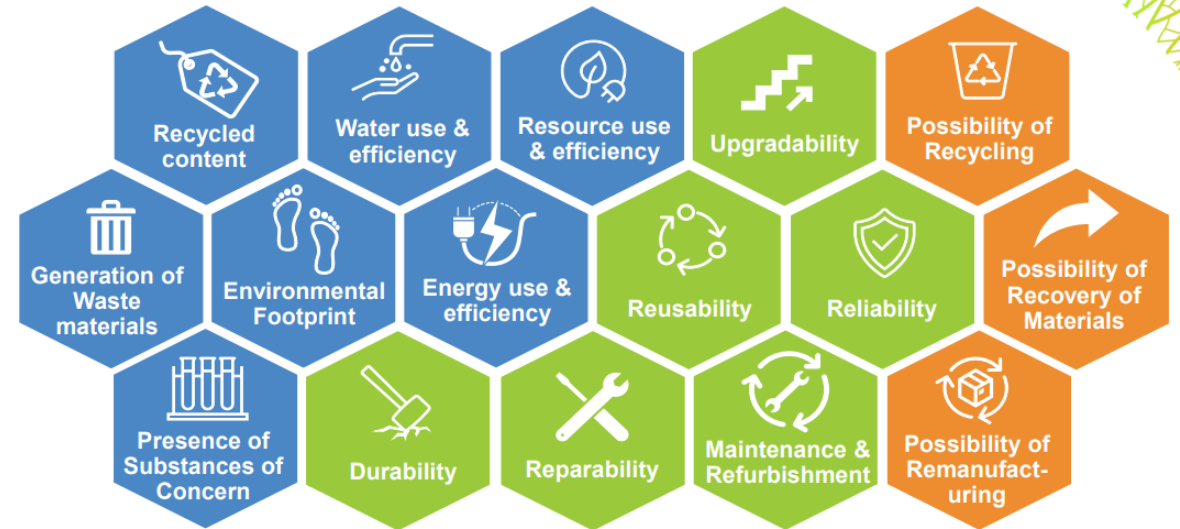 Recycled
content
Water use &
efficiency
Resource use
& efficiency
Upgradability
Possibility of
Recycling
Generation of
Waste
materials
Environmental
Footprint
Energy use &
efficiency
Reusability
Reliability
Possibility of
Recovery of
Materials
Presence of
Substances of
Concern
Durability
Reparability
Maintenance &
Refurbishment
Possibility of
Remanufact-
uring